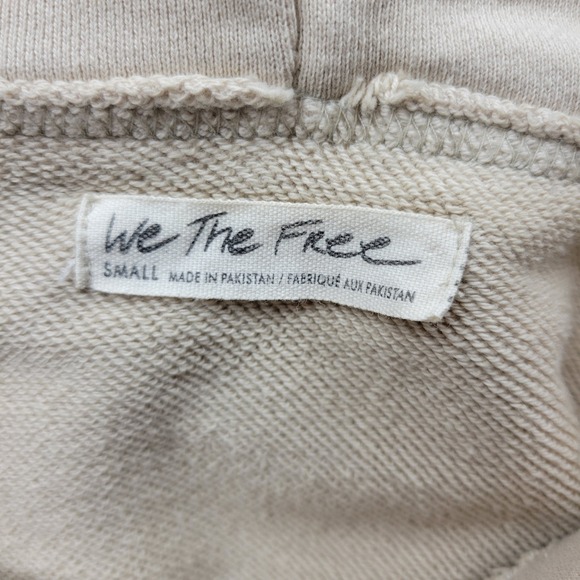 We The Free
SMALL MADE IN PAKISTAN / FABRIQUÉ AUX PAKISTAN